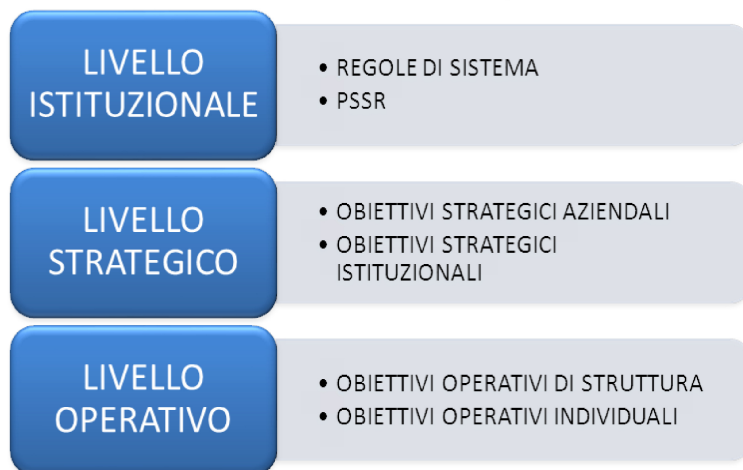 LIVELLO
ISTITUZIONALE
• REGOLE DI SISTEMA
• PSSR
LIVELLO
STRATEGICO
• OBIETTIVI STRATEGICI AZIENDALI
• OBIETTIVI STRATEGICI
ISTITUZIONALI
LIVELLO
OPERATIVO
• OBIETTIVI OPERATIVI DI STRUTTURA
• OBIETTIVI OPERATIVI INDIVIDUALI